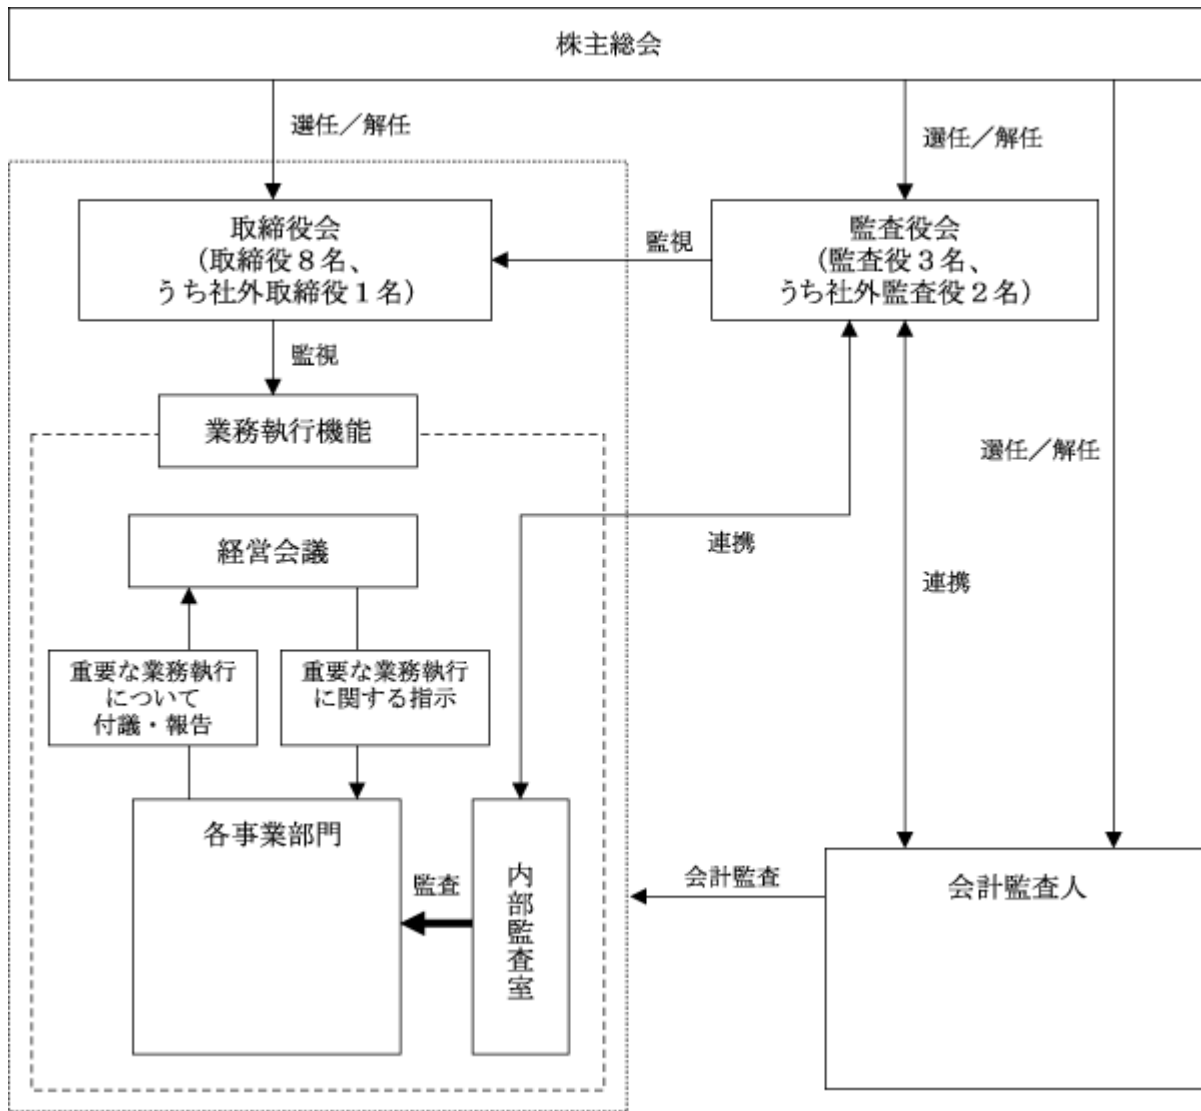 株主総会
選任／解任
選任／解任
取締役会
（取締役８名、
うち社外取締役１名）
監視
監査役会
（監査役３名、
うち社外監査役２名）
監視
業務執行機能
選任／解任
経営会議
連携
連携
重要な業務執行
について
付議・報告
重要な業務執行
に関する指示
各事業部門
監査
内部監査室
会計監査
会計監査人